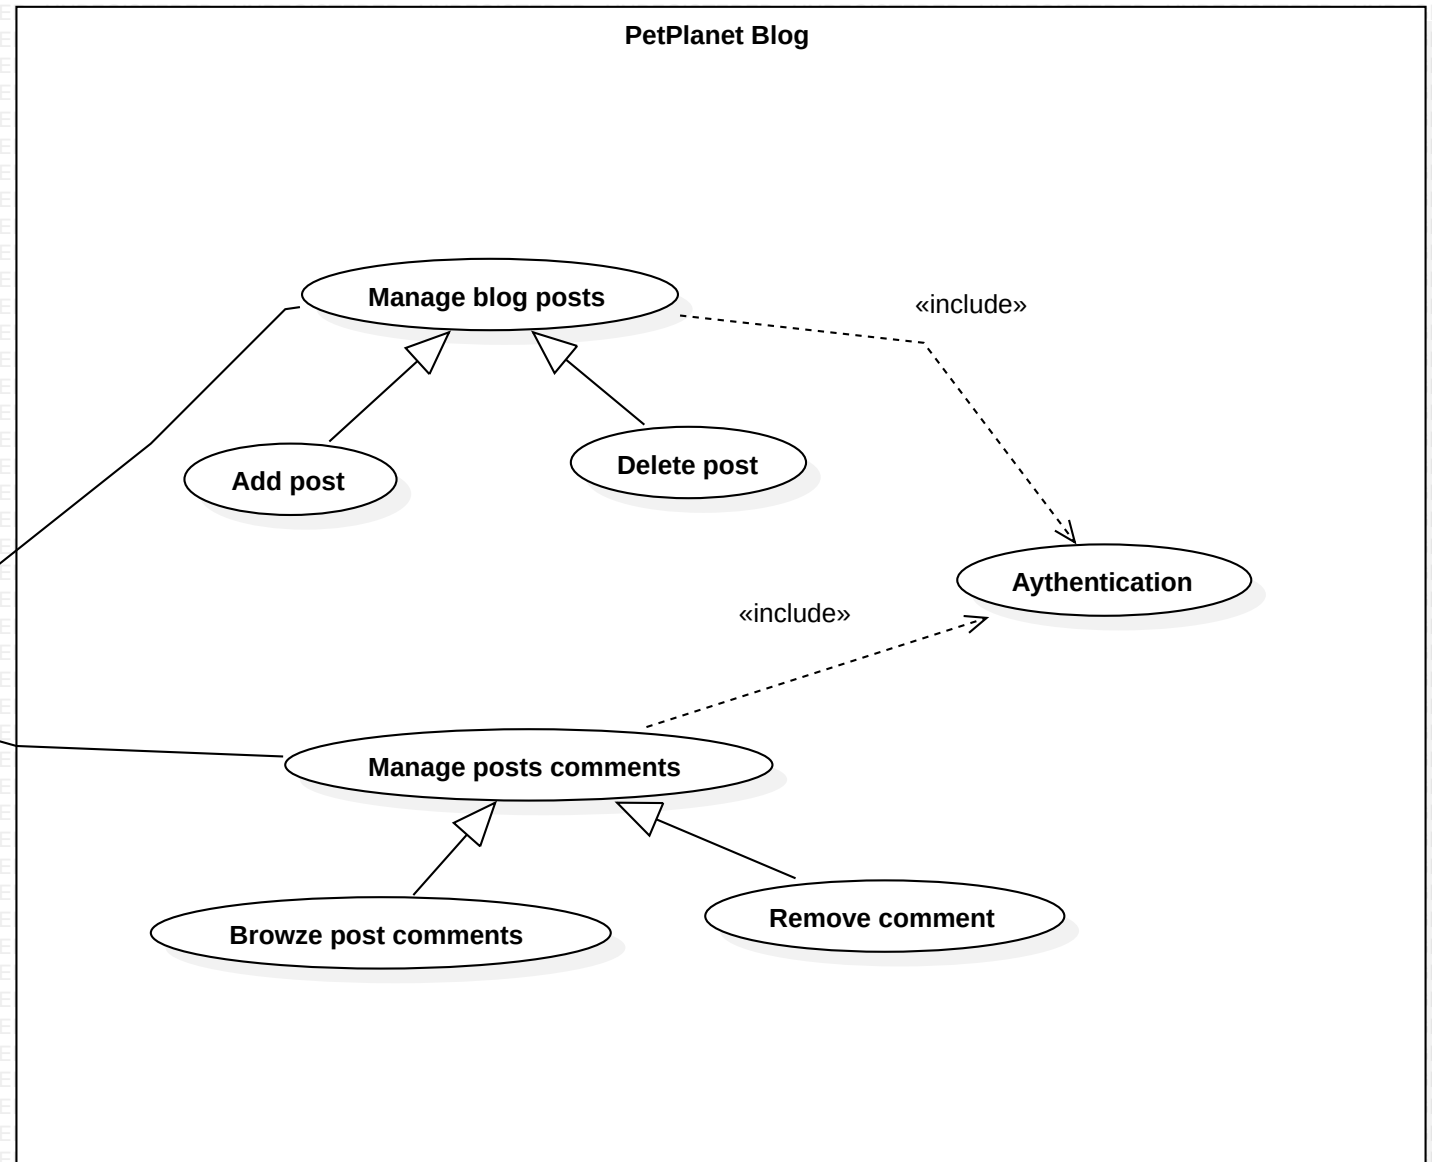 PetPlanet Blog
Manage blog posts
«include»
Add post
Delete post
Aythentication
«include»
Manage posts comments
Browze post comments
Remove comment